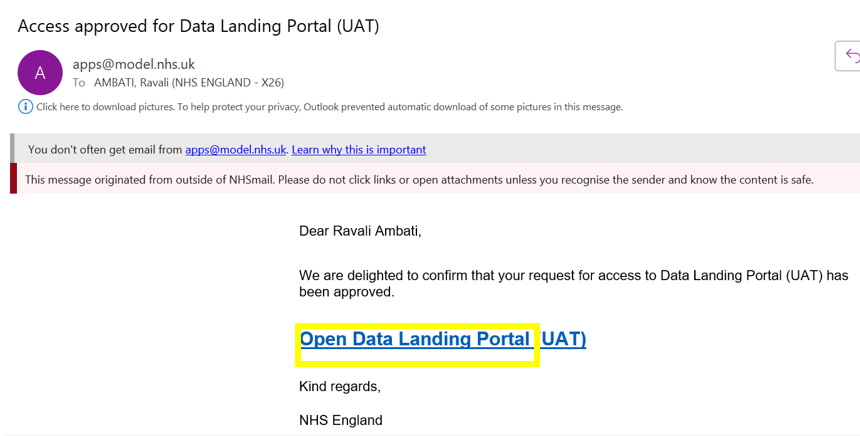 Access approved for Data Landing Portal (UAT)
A
apps@model.nhs.uk
To AMBATI, Ravali (NHS ENGLAND - X26)
Click here to download pictures. To help protect your privacy, Outlook prevented automatic download of some pictures in this message.
You don't often get email from apps@model.nhs.uk. Learn why this is important
This message originated from outside of NHSmail. Please do not click links or open attachments unless you recognise the sender and know the content is safe.
Dear Ravali Ambati,
We are delighted to confirm that your request for access to Data Landing Portal (UAT) has
been approved.
Open Data Landing Portal (UAT)
Kind regards,
NHS England